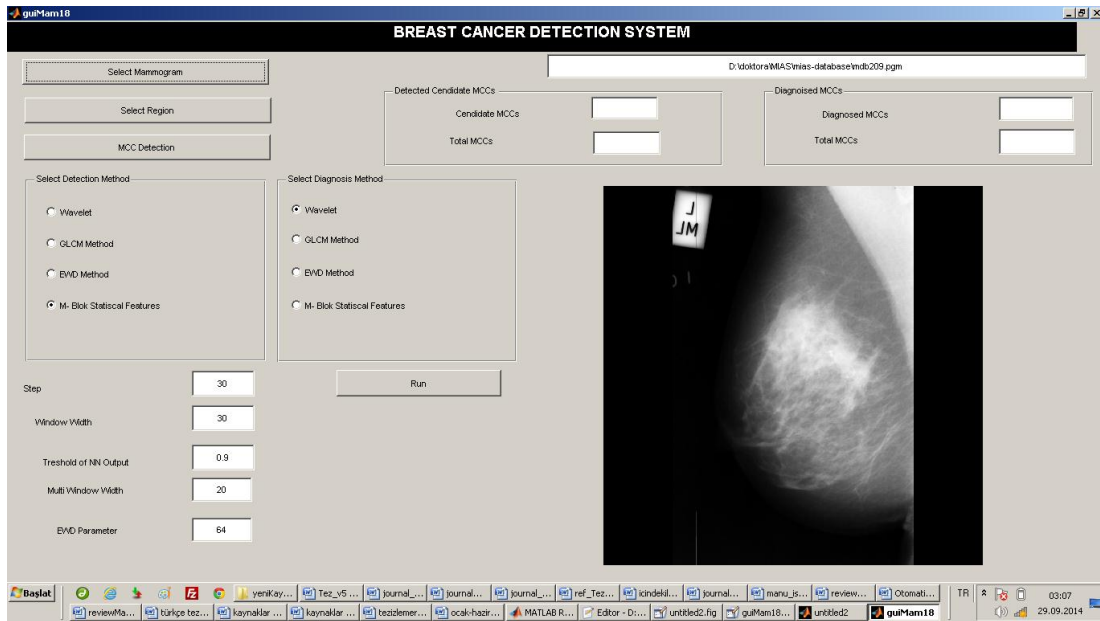 guiMam18
BREAST CANCER DETECTION SYSTEM
Select Mammogram
D:\doktora\MIAS\mias-database\mdb209.pgm
Select Region
MCC Detection
Detected Cendidate MCCs
Cendidate MCCs
Total MCCs
Diagnoised MCCs
Diagnosed MCCs
Total MCCs
Select Detection Method
Wavelet
GLCM Method
EWD Method
M- Blok Statiscal Features
Select Diagnosis Method
Wavelet
GLCM Method
EWD Method
M- Blok Statiscal Features
L
ML
Step 30
Window Width 30
Treshold of NN Output 0.9
Multi Window Width 20
EWD Parameter 64
Run
Başlat
yeniKay... Tez_v5 ... journal_... journal... journal_... ref_Tez... icindekil... journal... manu_is... review... Otomati...
reviewMa... türkçe tez... kaynaklar ... kaynaklar ... tezizlemer... ocak-hazir... MATLAB R... Editor - D:... untitled2.fig guiMam18... untitled2 guiMam18
TR
03:07
29.09.2014